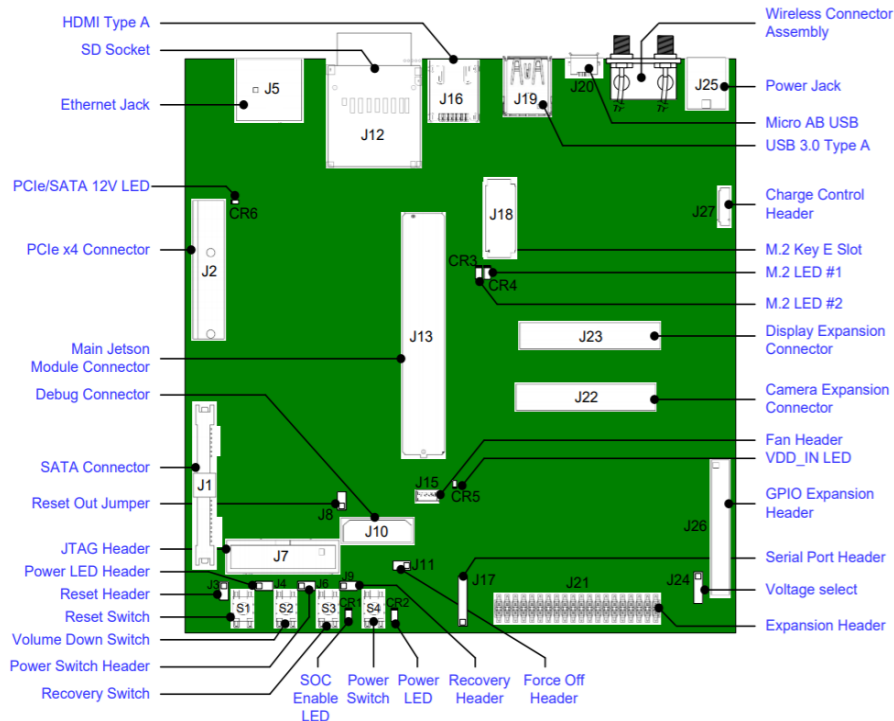 HDMI Type A
SD Socket
Ethernet Jack
PCIe/SATA 12V LED
PCIe x4 Connector
Main Jetson
Module Connector
Debug Connector
SATA Connector
Reset Out Jumper
JTAG Header
Power LED Header
Reset Header
Reset Switch
Volume Down Switch
Power Switch Header
Recovery Switch
J5
J12
J16
J19
J20
Tr
Tr
J25
CR6
J2
J18
J27
CR3
CR4
J13
J23
J22
J1
J15
CR5
J8
J10
J26
J7
J11
J17
J21
J24
J3
J4
J6
J9
S1
S2
S3
CR1
S4
CR2
SOC
Enable
LED
Power
Switch
Power
LED
Recovery
Header
Force Off
Header
Wireless Connector
Assembly
Power Jack
Micro AB USB
USB 3.0 Type A
Charge Control
Header
M.2 Key E Slot
M.2 LED #1
M.2 LED #2
Display Expansion
Connector
Camera Expansion
Connector
Fan Header
VDD_IN LED
GPIO Expansion
Header
Serial Port Header
Voltage select
Expansion Header